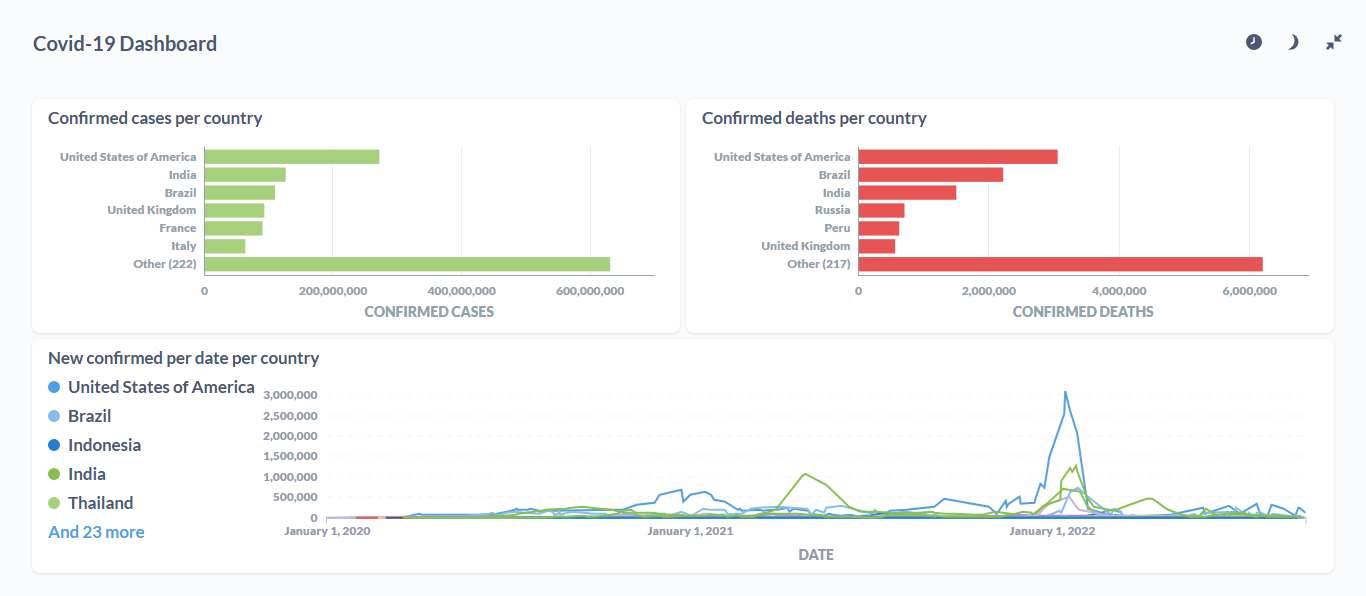 Covid-19 Dashboard
Confirmed cases per country
United States of America
India
Brazil
United Kingdom
France
Italy
Other (222)
0 200,000,000 400,000,000 600,000,000
CONFIRMED CASES
Confirmed deaths per country
United States of America
Brazil
India
Russia
Peru
United Kingdom
Other (217)
0 2,000,000 4,000,000 6,000,000
CONFIRMED DEATHS
New confirmed per date per country
United States of America
Brazil
Indonesia
India
Thailand
And 23 more
3,000,000
2,500,000
2,000,000
1,500,000
1,000,000
500,000
0
January 1, 2020 January 1, 2021 January 1, 2022
DATE